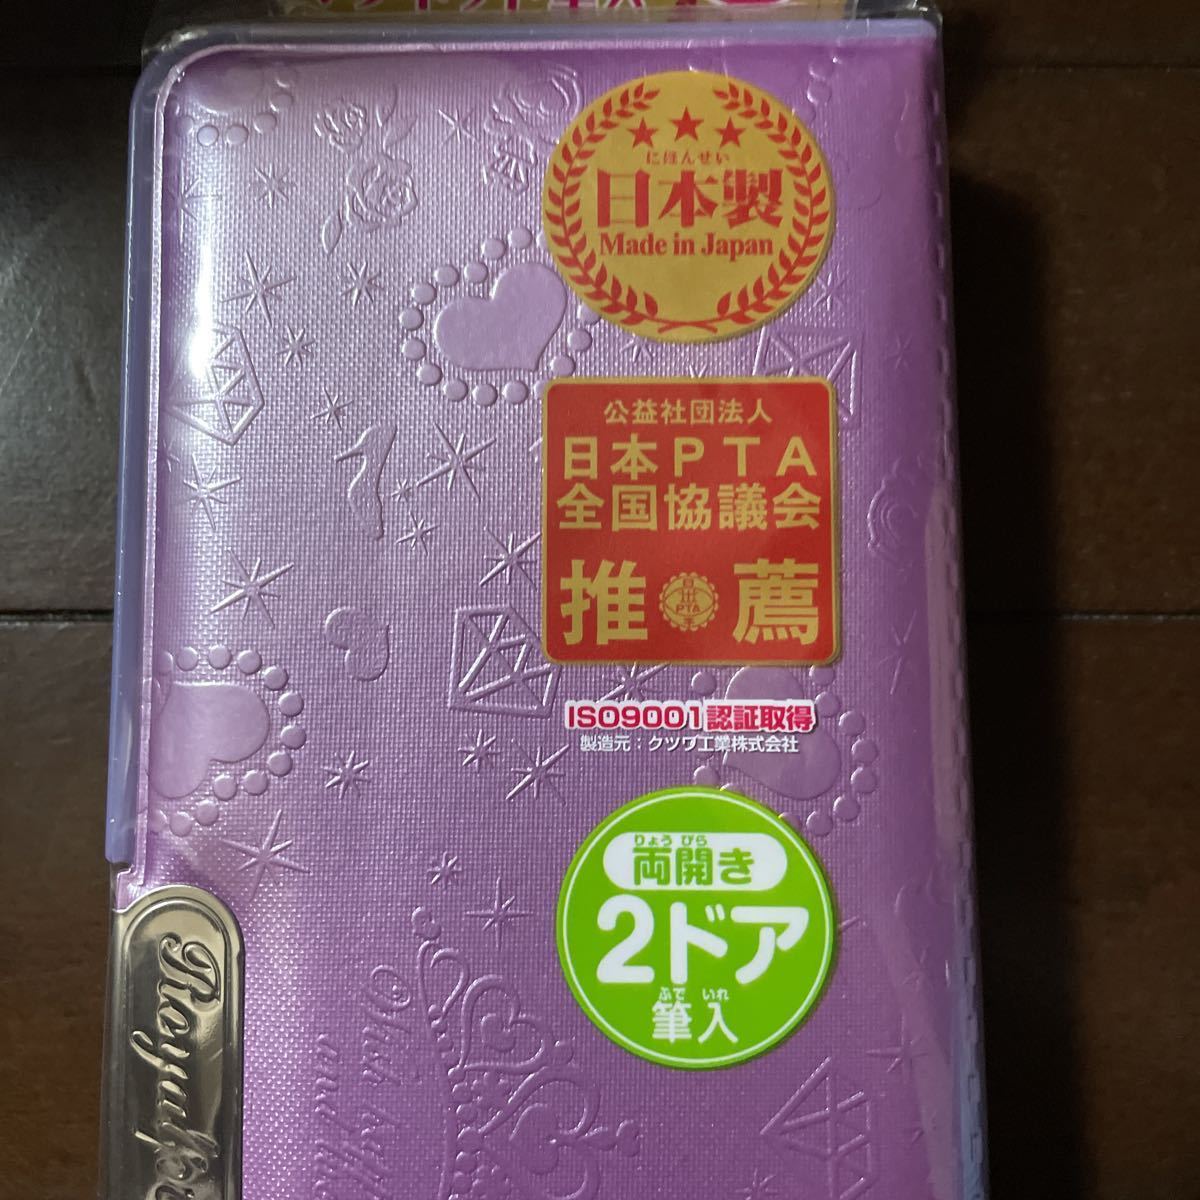 にほんせい
日本製
Made in Japan
公益社団法人
日本PTA
全国協議会
推薦
PTA
ISO9001認証取得
製造元：クツワ工業株式会社
りょう びら
両開き
2ドア
ふで いれ
筆入
Wish
and